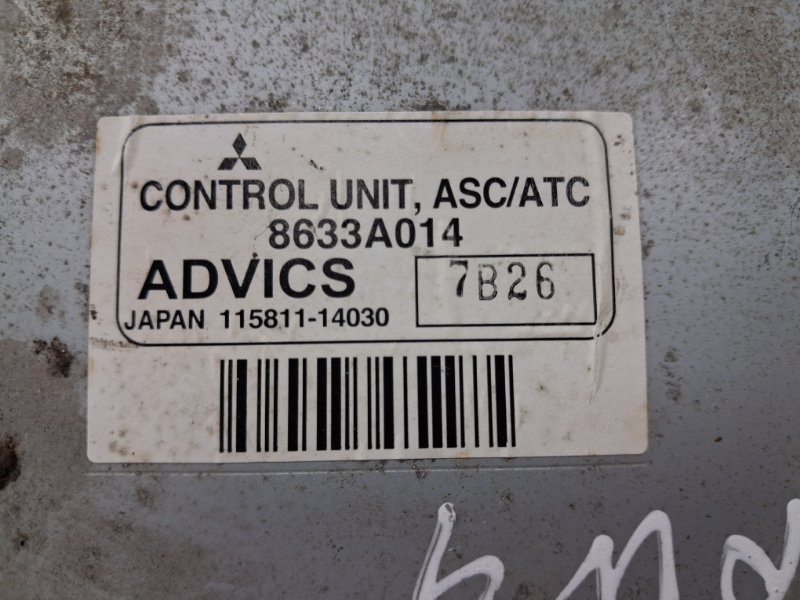 CONTROL UNIT, ASC/ATC
8633A014
ADVICS 7B26
JAPAN 115811-14030